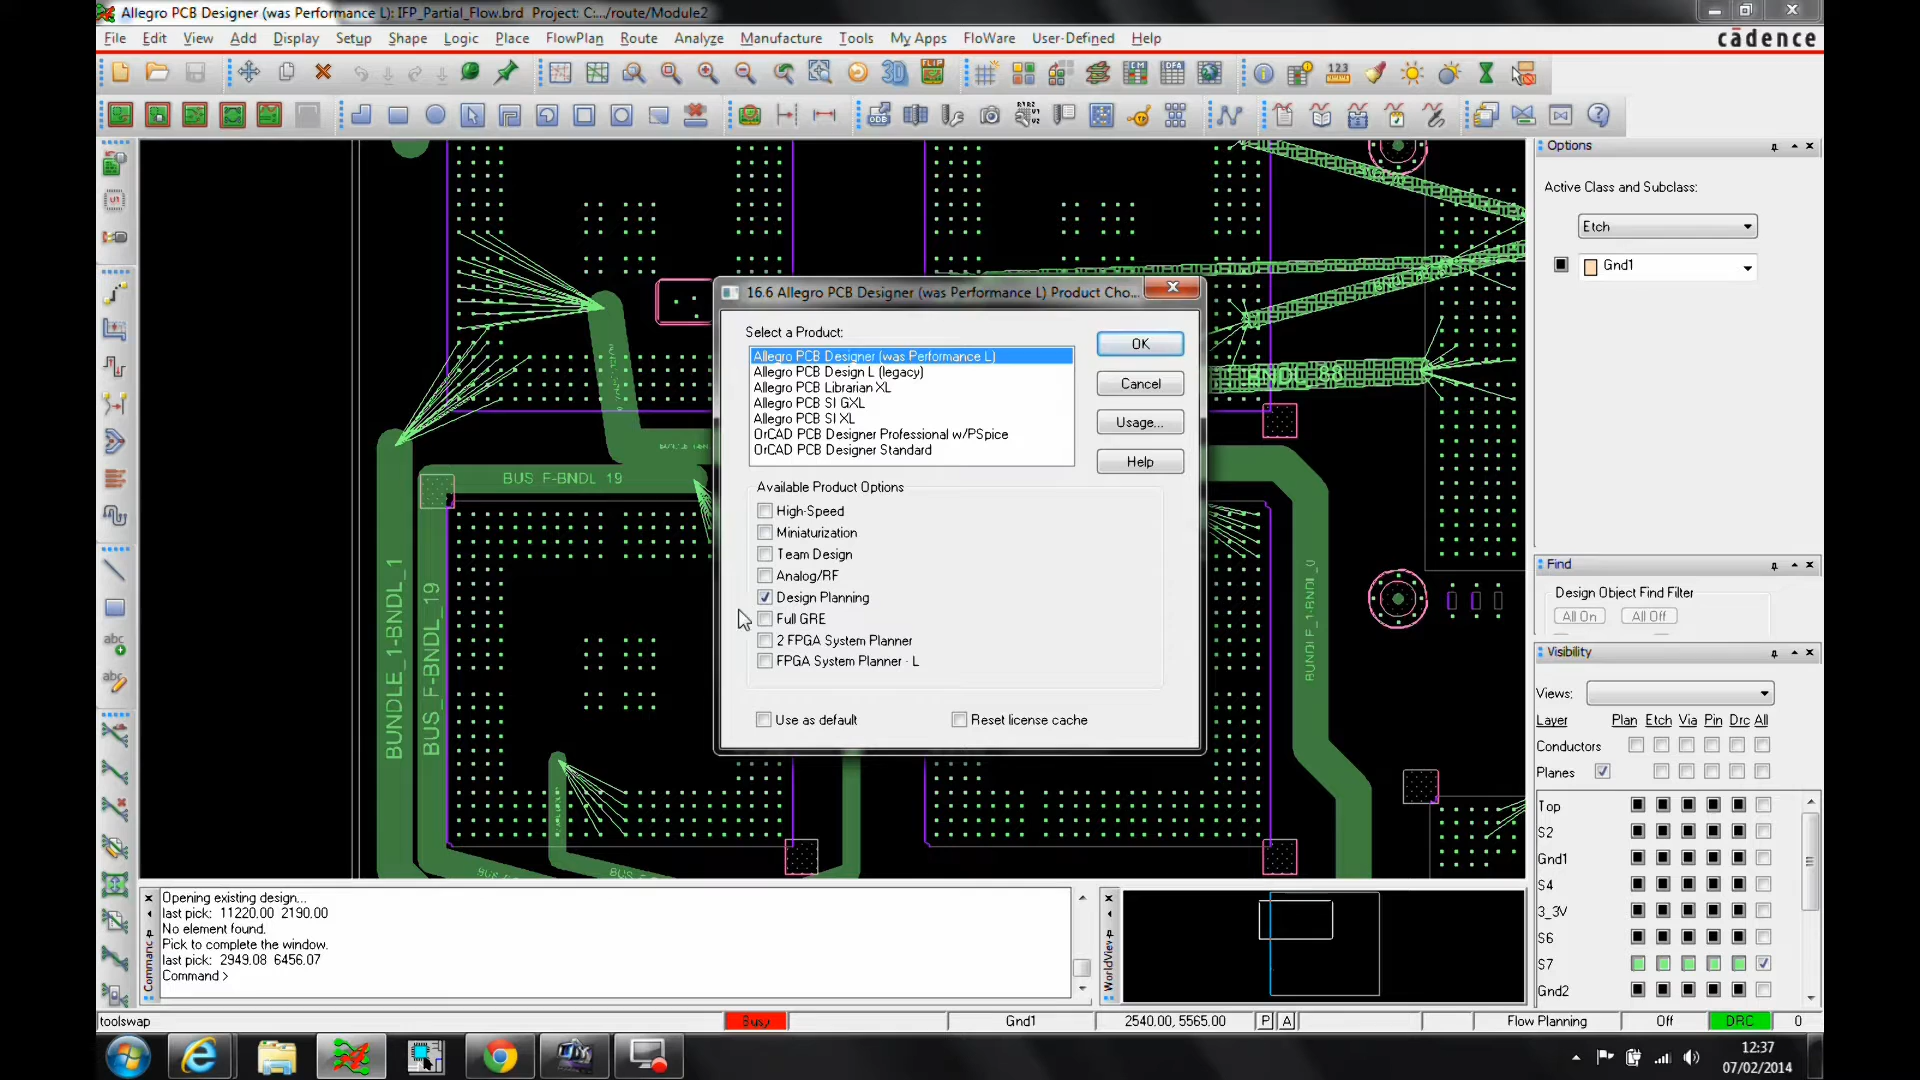 Allegro PCB Designer (was Performance L): IFP_Partial_Flow.brd  Project: C:.../route/Module2
File Edit View Add Display Setup Shape Logic Place FlowPlan Route Analyze Manufacture Tools My Apps FloWare User-Defined Help
cādence
Options
Active Class and Subclass:
Etch
Gnd1
16.6 Allegro PCB Designer (was Performance L) Product Cho...
Select a Product:
Allegro PCB Designer (was Performance L)
Allegro PCB Design L (legacy)
Allegro PCB Librarian XL
Allegro PCB SI GXL
Allegro PCB SI XL
OrCAD PCB Designer Professional w/PSpice
OrCAD PCB Designer Standard
OK
Cancel
Usage...
Help
Available Product Options
High-Speed
Miniaturization
Team Design
Analog/RF
Design Planning
Full GRE
2 FPGA System Planner
FPGA System Planner - L
Use as default
Reset license cache
BUS F-BNDL 19
BUNDLE_1-BNDL_1
BUS_F-BNDL_19
Find
Design Object Find Filter
All On All Off
Visibility
Views:
Layer Plan Etch Via Pin Drc All
Conductors
Planes
Top
S2
Gnd1
S4
3_3V
S6
S7
Gnd2
Opening existing design...
last pick: 11220.00 2190.00
No element found.
Pick to complete the window.
last pick: 2949.08 6456.07
Command >
WorldView
toolswap
Busy
Gnd1
2540.00, 5565.00
P A
Flow Planning
Off
DRC
0
12:37
07/02/2014